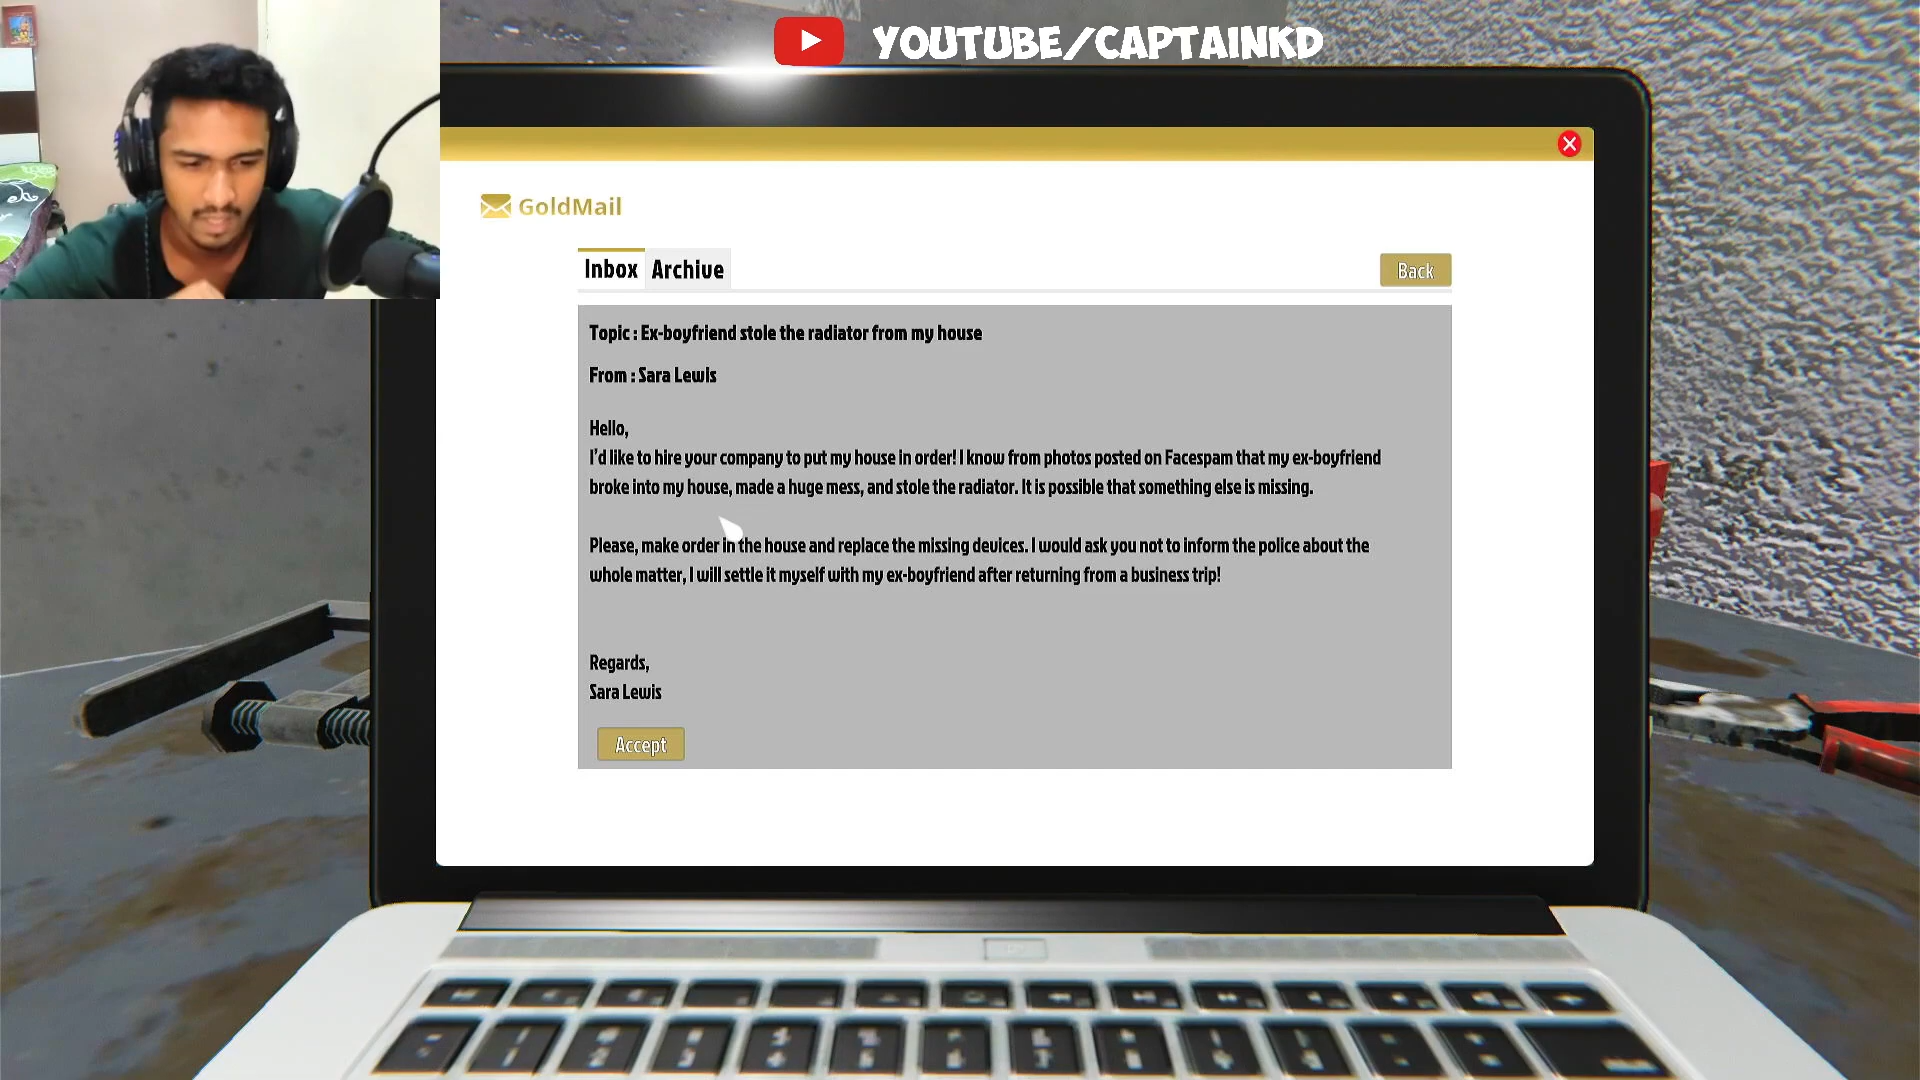 YOUTUBE/CAPTAINKD
GoldMail
Inbox Archive
Back
Topic : Ex-boyfriend stole the radiator from my house
From : Sara Lewis
Hello,
I'd like to hire your company to put my house in order! I know from photos posted on Facespam that my ex-boyfriend
broke into my house, made a huge mess, and stole the radiator. It is possible that something else is missing.
Please, make order in the house and replace the missing devices. I would ask you not to inform the police about the
whole matter, I will settle it myself with my ex-boyfriend after returning from a business trip!
Regards,
Sara Lewis
Accept